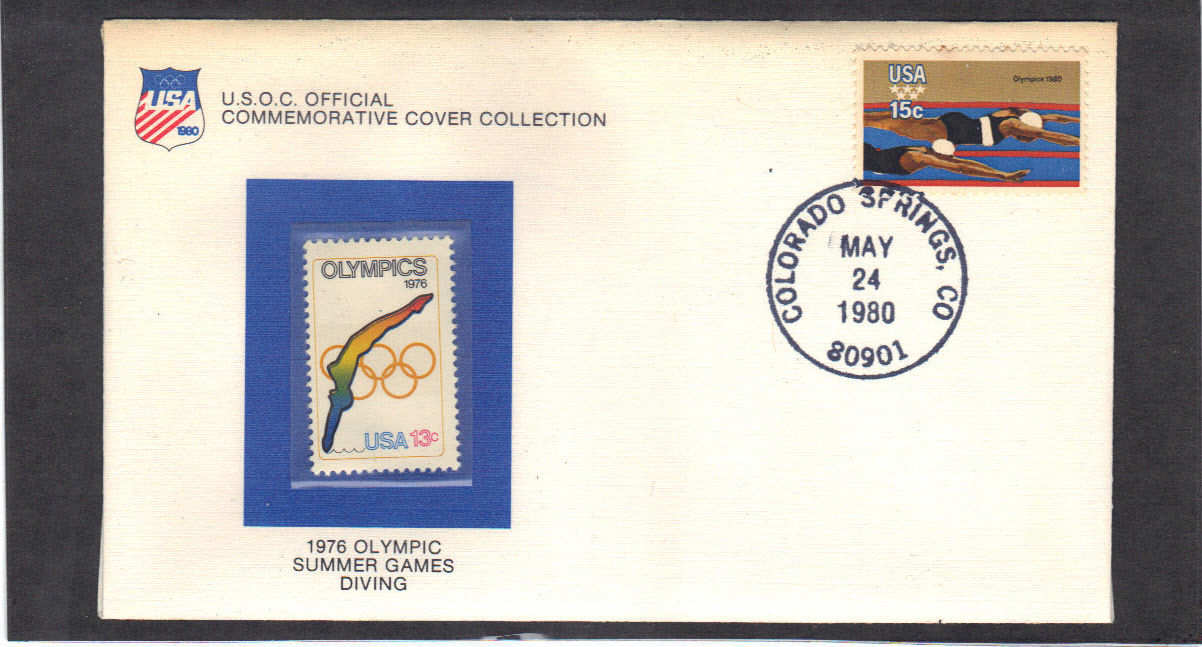 USA
1980
U.S.O.C. OFFICIAL
COMMEMORATIVE COVER COLLECTION
USA
15c
Olympics 1980
COLORADO SPRINGS, CO
MAY
24
1980
80901
OLYMPICS
1976
USA 13c
1976 OLYMPIC
SUMMER GAMES
DIVING